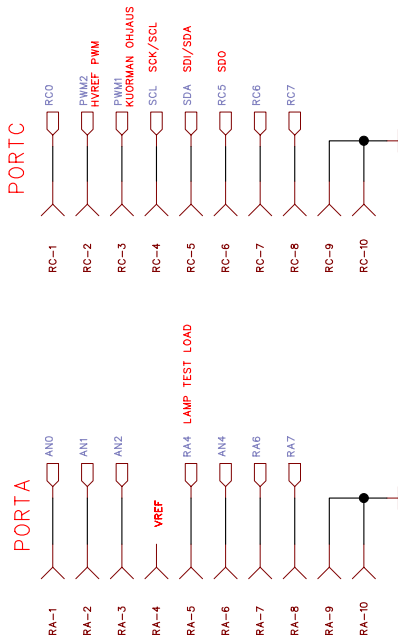 PORTC
RC-1 RC0
RC-2 PWM2 HVREF PWM
RC-3 PWM1 KUORMAN OHJAUS
RC-4 SCL SCK/SCL
RC-5 SDA SDI/SDA
RC-6 RC5 SDO
RC-7 RC6
RC-8 RC7
RC-9
RC-10
PORTA
RA-1 AN0
RA-2 AN1
RA-3 AN2
RA-4 VREF
RA-5 RA4 LAMP TEST LOAD
RA-6 AN4
RA-7 RA6
RA-8 RA7
RA-9
RA-10